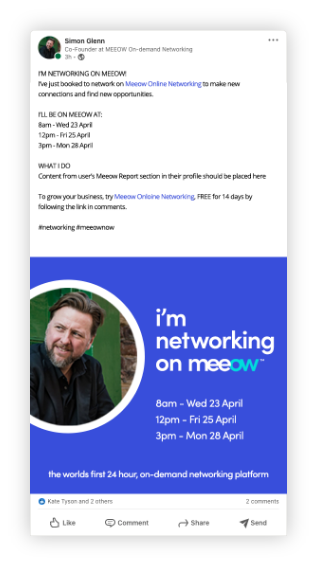 Simon Glenn
Co-Founder at MEEOW On-demand Networking
3h •
I'M NETWORKING ON MEEOW!
I've just booked to network on Meeow Online Networking to make new
connections and find new opportunities.
I'LL BE ON MEEOW AT:
8am - Wed 23 April
12pm - Fri 25 April
3pm - Mon 28 April
WHAT I DO
Content from user's Meeow Report section in their profile should be placed here
To grow your business, try Meeow Onloine Networking, FREE for 14 days by
following the link in comments.
#networking #meeownow
i'm
networking
on meeow™
8am - Wed 23 April
12pm - Fri 25 April
3pm - Mon 28 April
the worlds first 24 hour, on-demand networking platform
Kate Tyson and 2 others
2 comments
Like
Comment
Share
Send